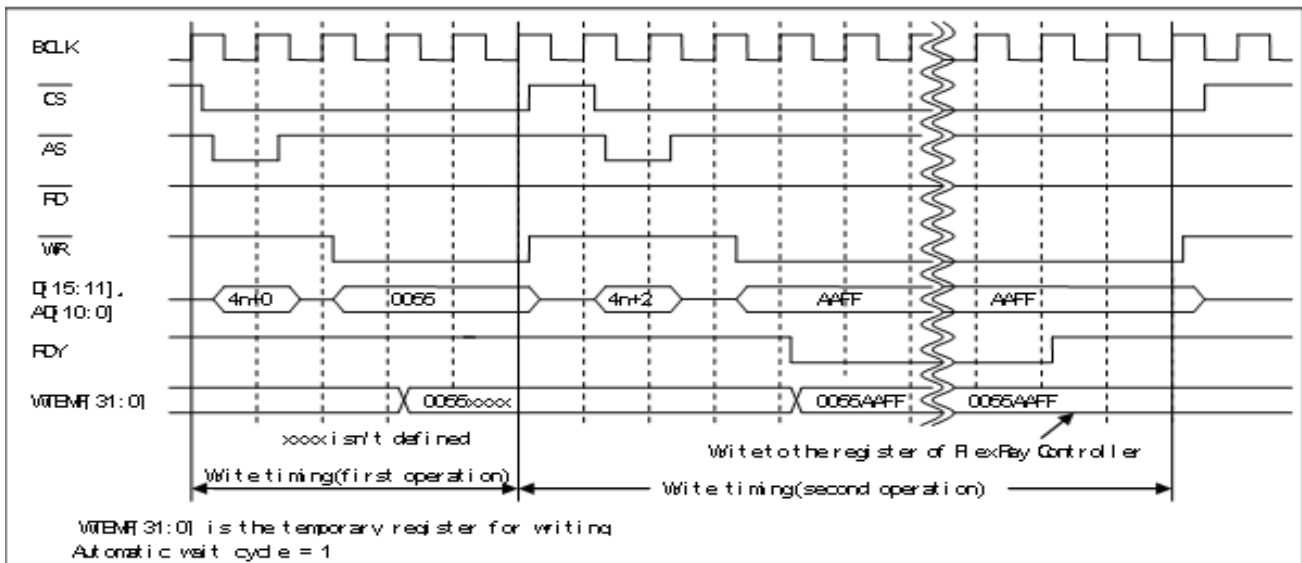 BCLK
CS
AS
RD
WR
D[15:11],
AD[10:0]
4n+0
0055
4n+2
AAFF
AAFF
RDY
WTEMP[31:0]
0055xxxx
0055AAFF
0055AAFF
xxxx isn't defined
Write to the register of FlexRay Controller
Write timing(first operation)
Write timing(second operation)
WTEMP[31:0] is the temporary register for writing
Automatic wait cycle = 1